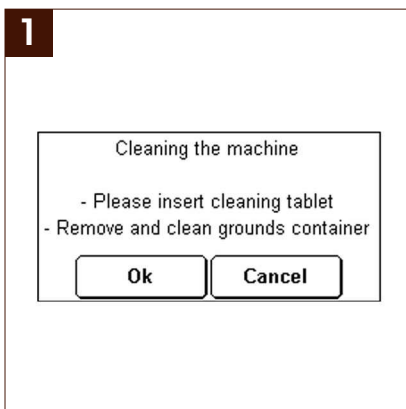 1
Cleaning the machine
- Please insert cleaning tablet
- Remove and clean grounds container
Ok Cancel